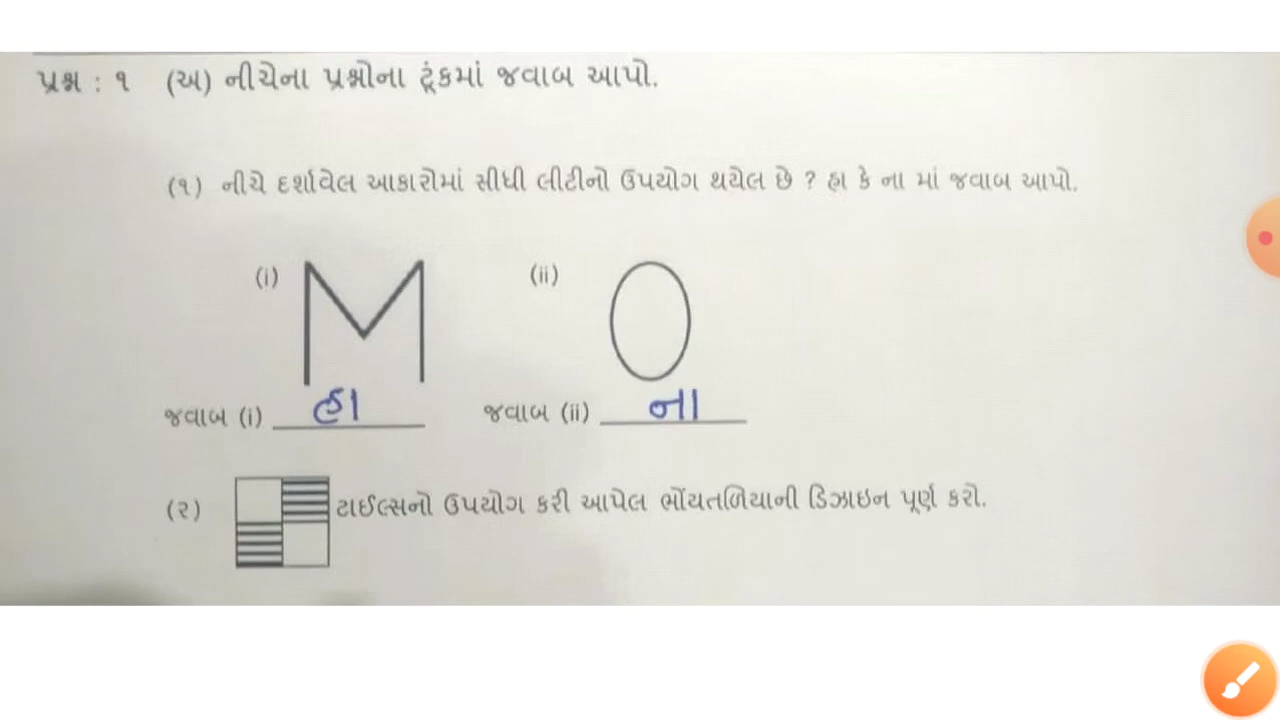 પ્રશ્ન : ૧ (અ) નીચેના પ્રશ્નોના ટૂંકમાં જવાબ આપો.
(૧) નીચે દર્શાવેલ આકારોમાં સીધી લીટીનો ઉપયોગ થયેલ છે ? હા કે ના માં જવાબ આપો.
(i) M (ii) O
જવાબ (i) હા જવાબ (ii) ના
(૨) ટાઈલ્સનો ઉપયોગ કરી આપેલ ભોંયતળિયાની ડિઝાઇન પૂર્ણ કરો.